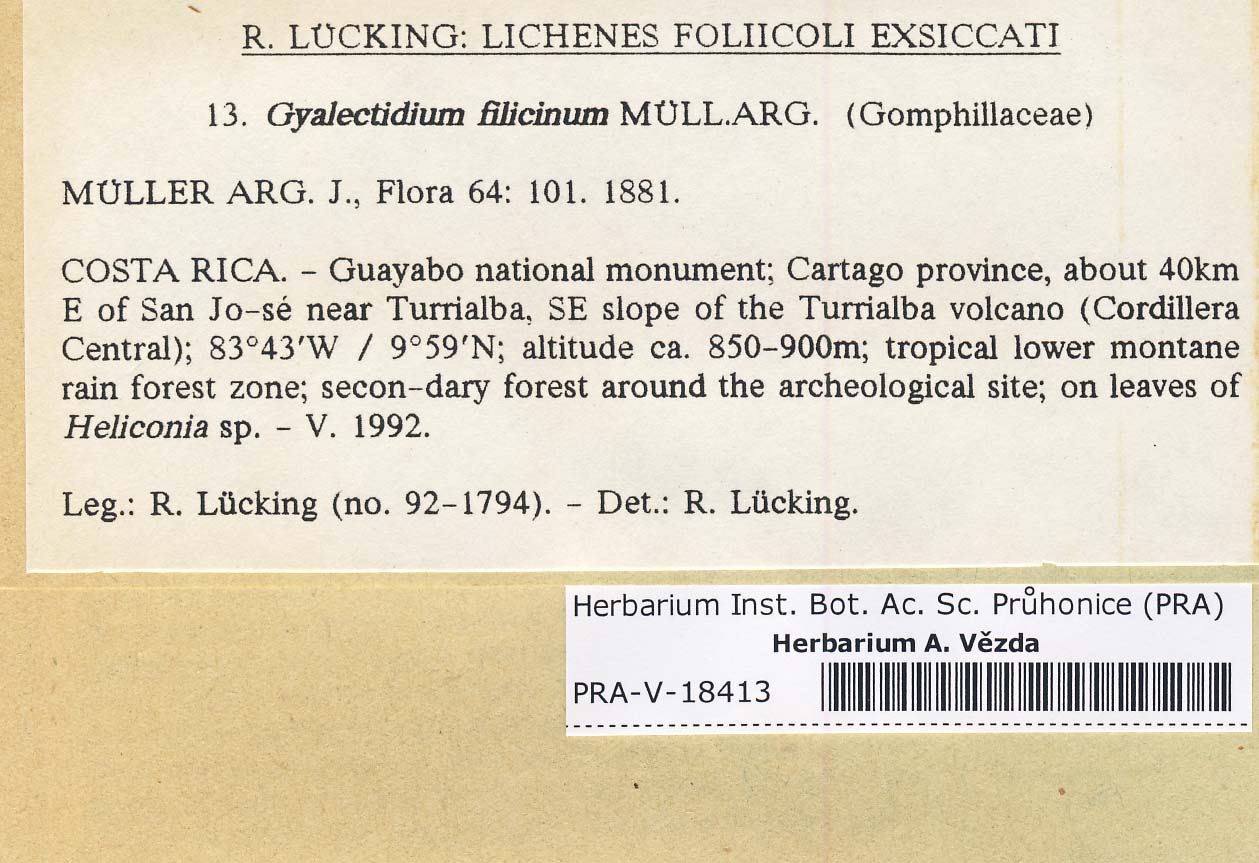 R. LÜCKING: LICHENES FOLIICOLI EXSICCATI
13. Gyalectidium filicinum MÜLL.ARG. (Gomphillaceae)
MÜLLER ARG. J., Flora 64: 101. 1881.
COSTA RICA. – Guayabo national monument; Cartago province, about 40km
E of San Jo-sé near Turrialba, SE slope of the Turrialba volcano (Cordillera
Central); 83°43'W / 9°59'N; altitude ca. 850–900m; tropical lower montane
rain forest zone; secon-dary forest around the archeological site; on leaves of
Heliconia sp. – V. 1992.
Leg.: R. Lücking (no. 92–1794). – Det.: R. Lücking.
Herbarium Inst. Bot. Ac. Sc. Průhonice (PRA)
Herbarium A. Vězda
PRA-V-18413